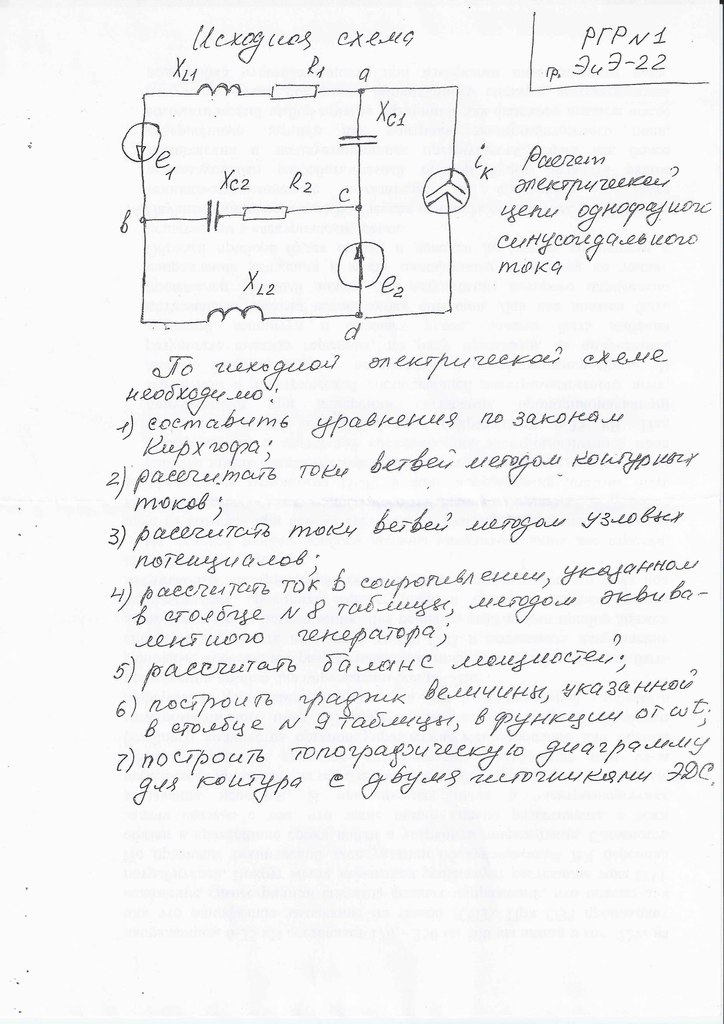 Исходная схема
РГР №1
гр. ЭиЭ-22
XL1
R1
a
XC1
e1
iк
Расчет
электрической
цепи однофазного
синусоидального
тока
XC2
R2
c
в
e2
XL2
d
По исходной электрической схеме
необходимо:
1) составить уравнения по законам
Кирхгофа;
2) рассчитать токи ветвей методом контурных
токов;
3) рассчитать токи ветвей методом узловых
потенциалов;
4) рассчитать ток в сопротивлении, указанном
в столбце №8 таблицы, методом эквива-
лентного генератора;
5) рассчитать баланс мощностей;
6) построить график величины, указанной
в столбце №9 таблицы, в функции от ωt;
7) построить топографическую диаграмму
для контура с двумя источниками ЭДС.